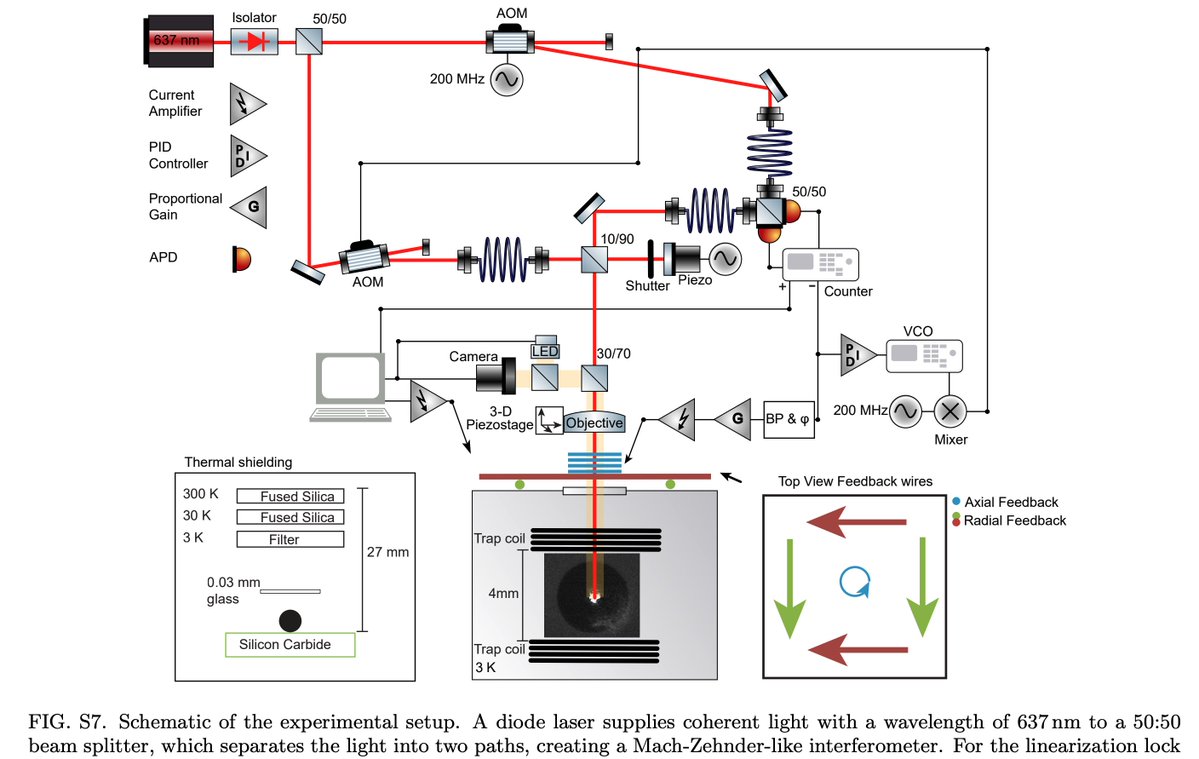 Isolator
50/50
AOM
637 nm
200 MHz
Current
Amplifier
PID
Controller
P
I
D
Proportional
Gain
G
APD
50/50
10/90
AOM
Shutter
Piezo
+
−
Counter
VCO
P
I
D
Camera
LED
30/70
3-D
Piezostage
Objective
G
BP & φ
200 MHz
Mixer
Thermal shielding
300 K
Fused Silica
30 K
Fused Silica
3 K
Filter
27 mm
0.03 mm
glass
Silicon Carbide
Trap coil
4mm
Trap coil
3 K
Top View Feedback wires
Axial Feedback
Radial Feedback
FIG. S7. Schematic of the experimental setup. A diode laser supplies coherent light with a wavelength of 637 nm to a 50:50
beam splitter, which separates the light into two paths, creating a Mach-Zehnder-like interferometer. For the linearization lock